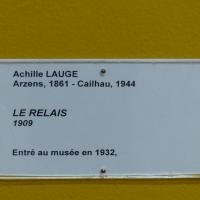 Achille LAUGE
Arzens, 1861 - Cailhau, 1944
LE RELAIS
1909
Entré au musée en 1932,